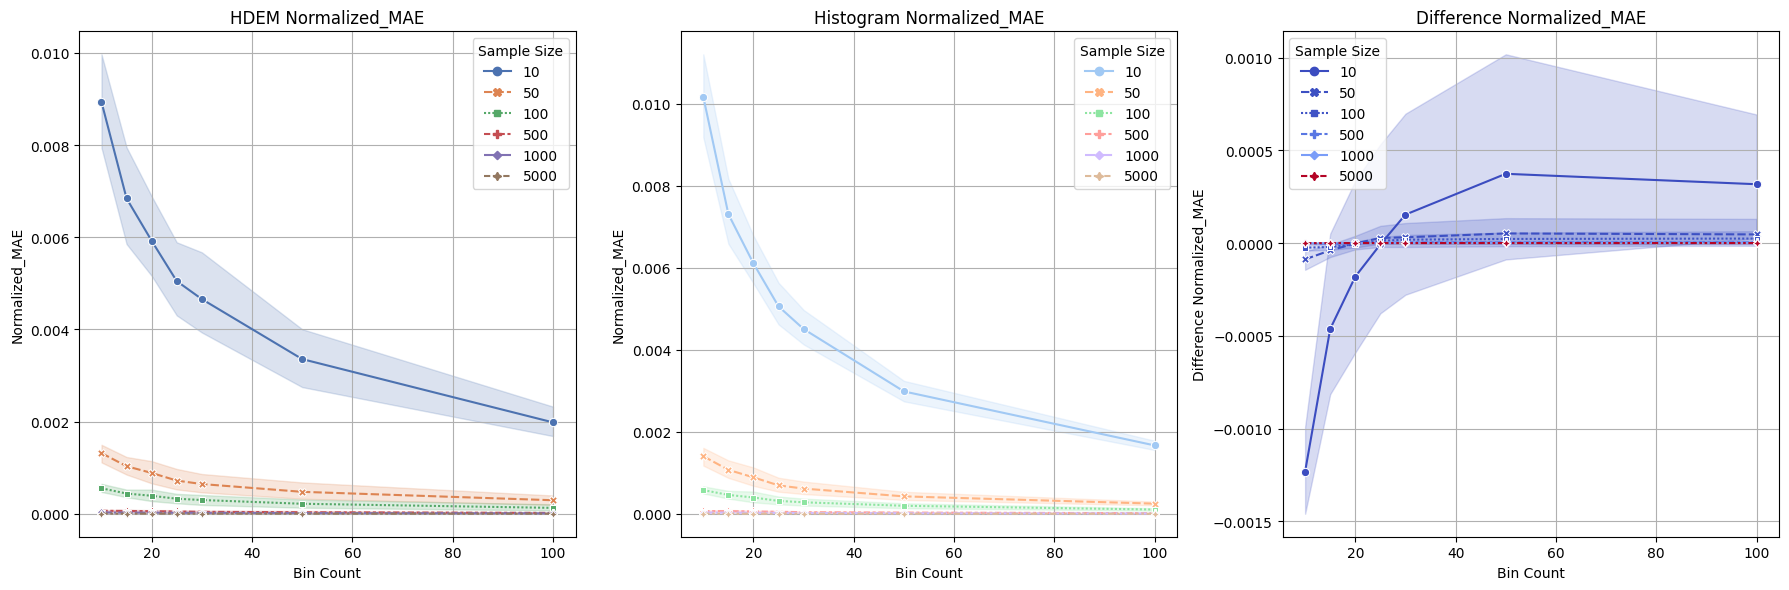 HDEM Normalized_MAE
Normalized_MAE
0.010
0.008
0.006
0.004
0.002
0.000
Sample Size
10
50
100
500
1000
5000
20 40 60 80 100
Bin Count
Histogram Normalized_MAE
Normalized_MAE
0.010
0.008
0.006
0.004
0.002
0.000
Sample Size
10
50
100
500
1000
5000
20 40 60 80 100
Bin Count
Difference Normalized_MAE
Difference Normalized_MAE
0.0010
0.0005
0.0000
−0.0005
−0.0010
−0.0015
Sample Size
10
50
100
500
1000
5000
20 40 60 80 100
Bin Count